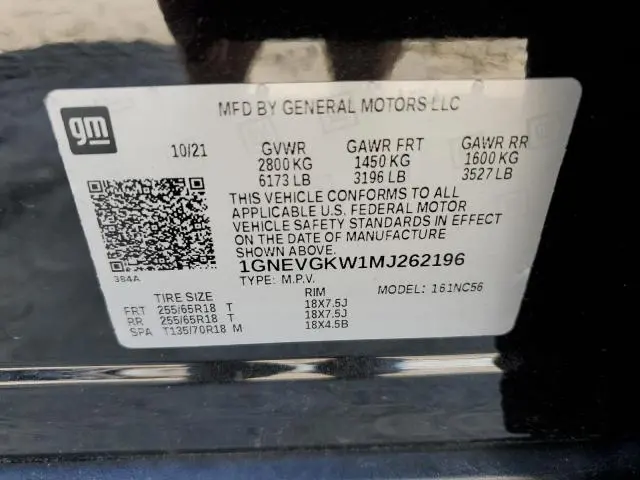 gm
MFD BY GENERAL MOTORS LLC
10/21 GVWR GAWR FRT GAWR RR
2800 KG 1450 KG 1600 KG
6173 LB 3196 LB 3527 LB
THIS VEHICLE CONFORMS TO ALL
APPLICABLE U.S. FEDERAL MOTOR
VEHICLE SAFETY STANDARDS IN EFFECT
ON THE DATE OF MANUFACTURE
SHOWN ABOVE.
384A
1GNEVGKW1MJ262196
TYPE: M.P.V. MODEL: 161NC56
TIRE SIZE RIM
FRT 255/65R18 T 18X7.5J
RR 255/65R18 T 18X7.5J
SPA T135/70R18 M 18X4.5B